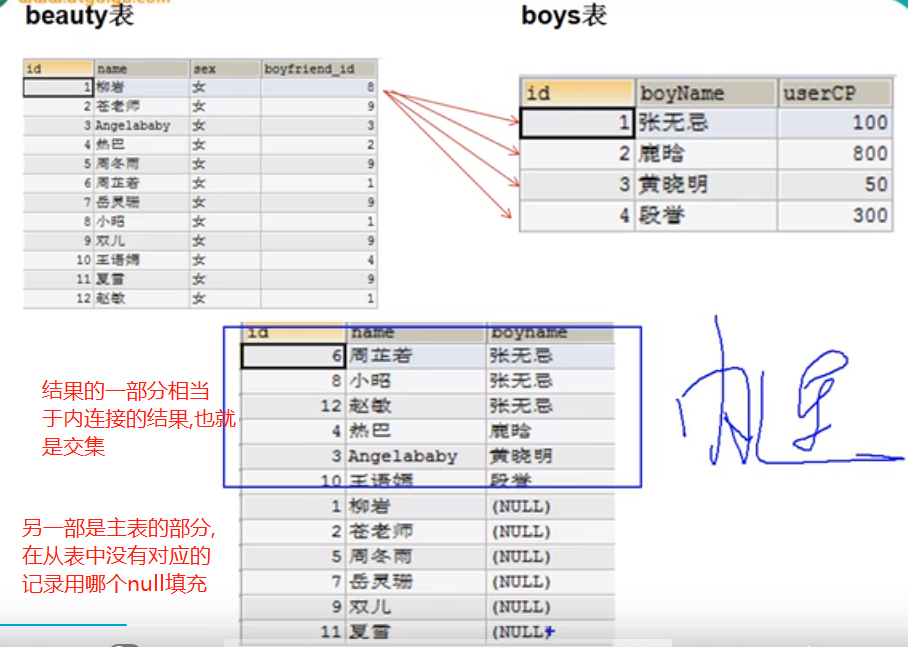 beauty表
boys表
id name sex boyfriend_id
1 柳岩 女 8
2 苍老师 女 9
3 Angelababy 女 3
4 热巴 女 2
5 周冬雨 女 9
6 周芷若 女 1
7 岳灵珊 女 9
8 小昭 女 1
9 双儿 女 9
10 王语嫣 女 4
11 夏雪 女 9
12 赵敏 女 1
id boyName userCP
1 张无忌 100
2 鹿晗 800
3 黄晓明 50
4 段誉 300
id name boyname
6 周芷若 张无忌
8 小昭 张无忌
12 赵敏 张无忌
4 热巴 鹿晗
3 Angelababy 黄晓明
10 王语嫣 段誉
1 柳岩 (NULL)
2 苍老师 (NULL)
5 周冬雨 (NULL)
7 岳灵珊 (NULL)
9 双儿 (NULL)
11 夏雪 (NULL)
结果的一部分相当
于内连接的结果,也就
是交集
另一部是主表的部分,
在从表中没有对应的
记录用哪个null填充